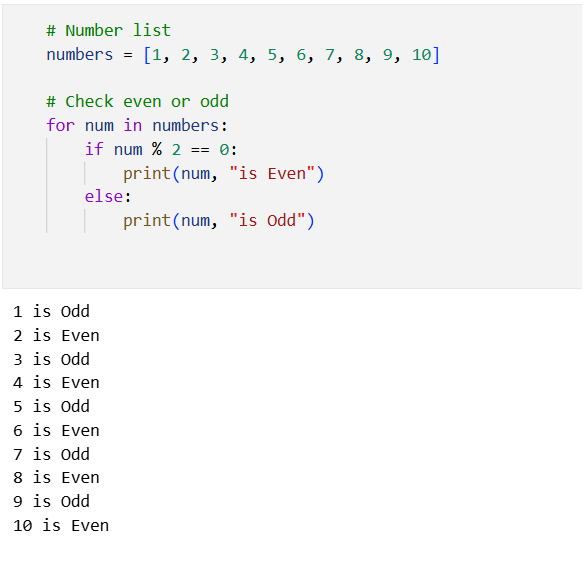 # Number list
numbers = [1, 2, 3, 4, 5, 6, 7, 8, 9, 10]
# Check even or odd
for num in numbers:
    if num % 2 == 0:
        print(num, "is Even")
    else:
        print(num, "is Odd")
1 is Odd
2 is Even
3 is Odd
4 is Even
5 is Odd
6 is Even
7 is Odd
8 is Even
9 is Odd
10 is Even